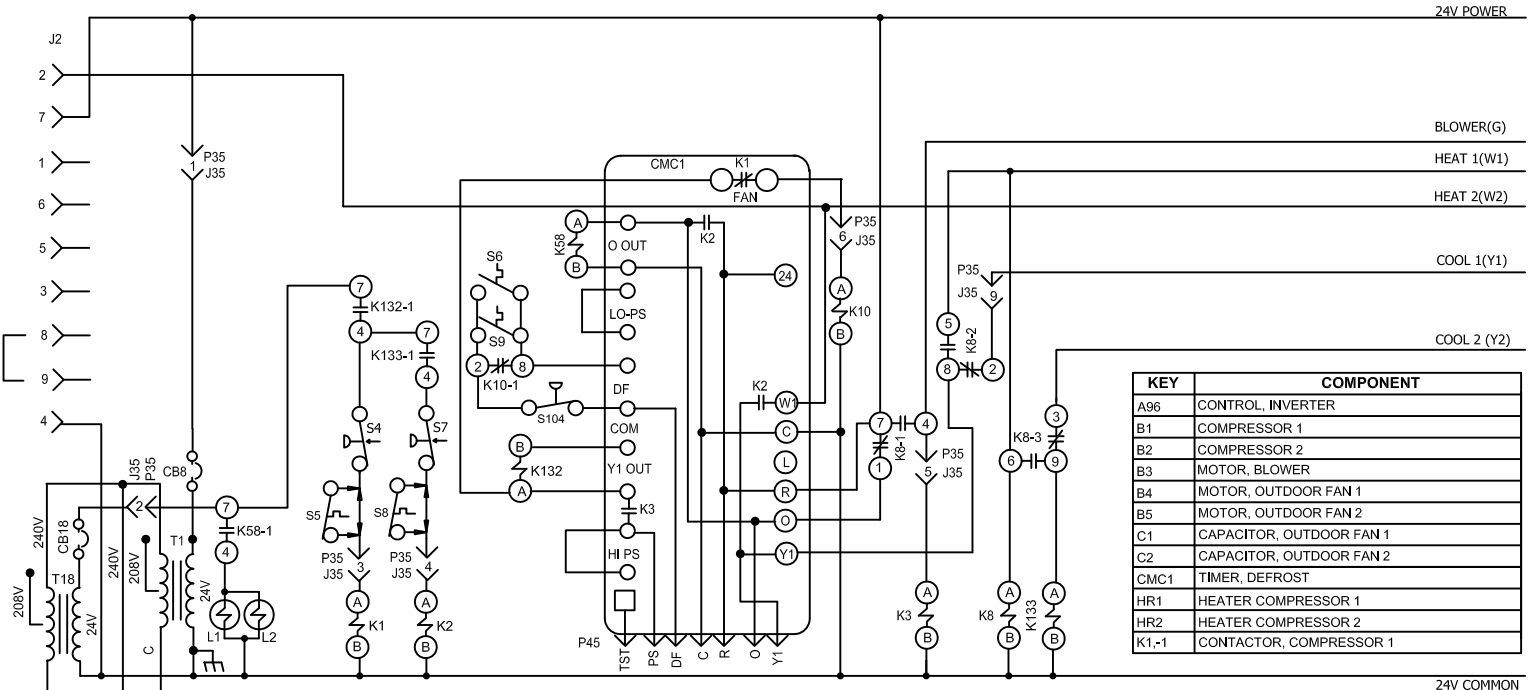 24V POWER
J2
2
7
BLOWER(G)
P35
1
J35
HEAT 1(W1)
1
CMC1
K1
FAN
HEAT 2(W2)
6
A
K58
B
O OUT
K2
P35
6
J35
5
S6
24
COOL 1(Y1)
P35
J35
9
3
7
K132-1
LO-PS
A
K10
B
8
4
7
S9
5
K8-2
COOL 2 (Y2)
K133-1
2
8
K10-1
8
2
9
4
DF
K2
W1
4
S104
COM
C
7
4
K8-1
3
K8-3
S4
S7
B
K132
A
Y1 OUT
L
1
P35
5
J35
6
9
CB8
J35
P35
2
7
K58-1
4
S5
S8
K3
R
O
240V
CB18
240V
208V
T1
24V
HI PS
Y1
P35
J35
3
P35
J35
4
208V
T18
24V
C
L1
L2
A
K1
B
A
K2
B
P45
TST
PS
DF
C
R
O
Y1
K3
A
B
K8
A
B
K133
A
B
KEY COMPONENT
A96 CONTROL, INVERTER
B1 COMPRESSOR 1
B2 COMPRESSOR 2
B3 MOTOR, BLOWER
B4 MOTOR, OUTDOOR FAN 1
B5 MOTOR, OUTDOOR FAN 2
C1 CAPACITOR, OUTDOOR FAN 1
C2 CAPACITOR, OUTDOOR FAN 2
CMC1 TIMER, DEFROST
HR1 HEATER COMPRESSOR 1
HR2 HEATER COMPRESSOR 2
K1,-1 CONTACTOR, COMPRESSOR 1
24V COMMON